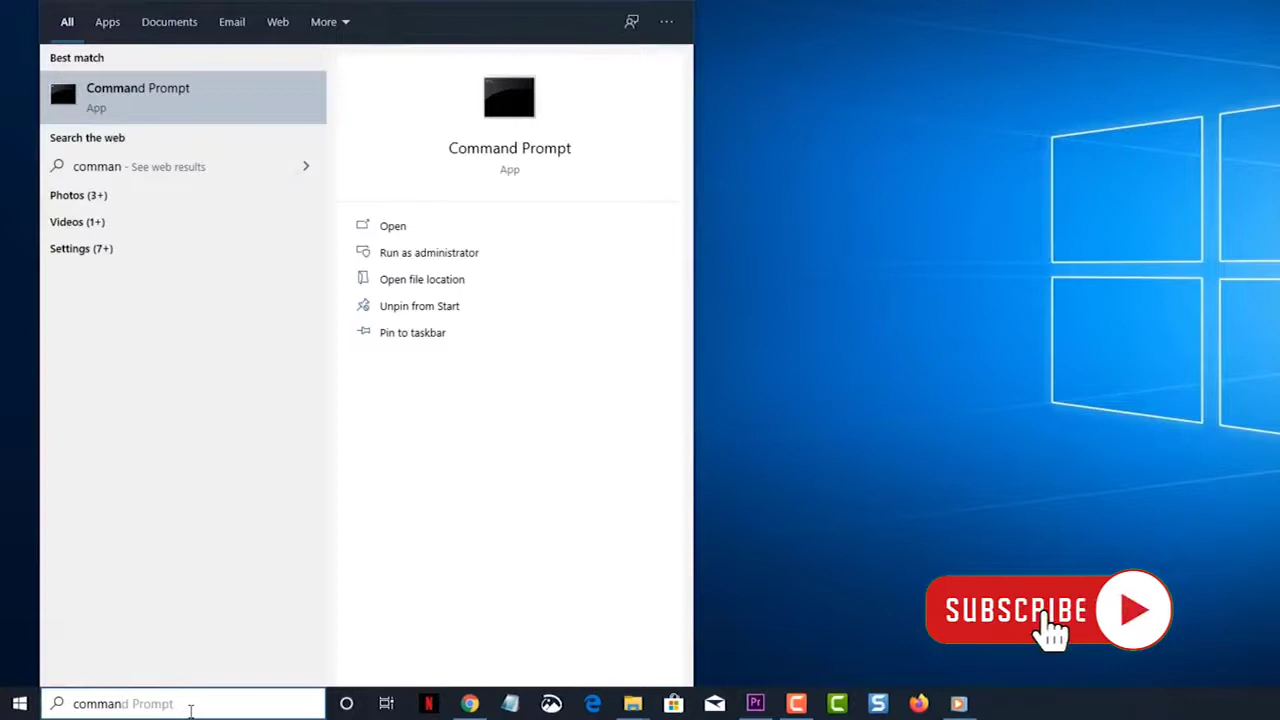 All Apps Documents Email Web More
Best match
Command Prompt
App
Search the web
comman - See web results
Photos (3+)
Videos (1+)
Settings (7+)
Command Prompt
App
Open
Run as administrator
Open file location
Unpin from Start
Pin to taskbar
SUBSCRIBE
command Prompt
N
Pr
C
C
S